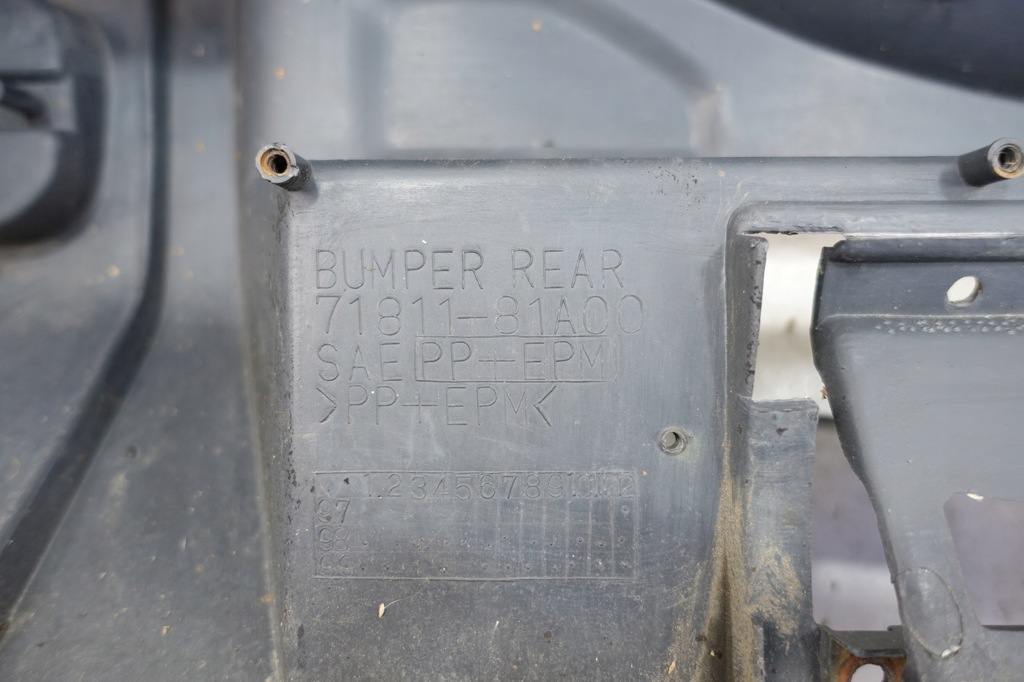 BUMPER REAR
71811-81A00
SAE PP+EPM
>PP+EPM<
1 2 3 4 5 6 7 8 9 10 11 12
97
98
99